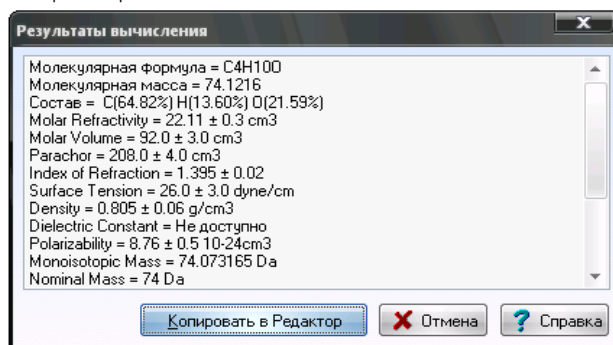 Результаты вычисления
Молекулярная формула = C4H10O
Молекулярная масса = 74.1216
Состав = C(64.82%) H(13.60%) O(21.59%)
Molar Refractivity = 22.11 ± 0.3 cm3
Molar Volume = 92.0 ± 3.0 cm3
Parachor = 208.0 ± 4.0 cm3
Index of Refraction = 1.395 ± 0.02
Surface Tension = 26.0 ± 3.0 dyne/cm
Density = 0.805 ± 0.06 g/cm3
Dielectric Constant = Не доступно
Polarizability = 8.76 ± 0.5 10-24cm3
Monoisotopic Mass = 74.073165 Da
Nominal Mass = 74 Da
Копировать в Редактор Отмена Справка